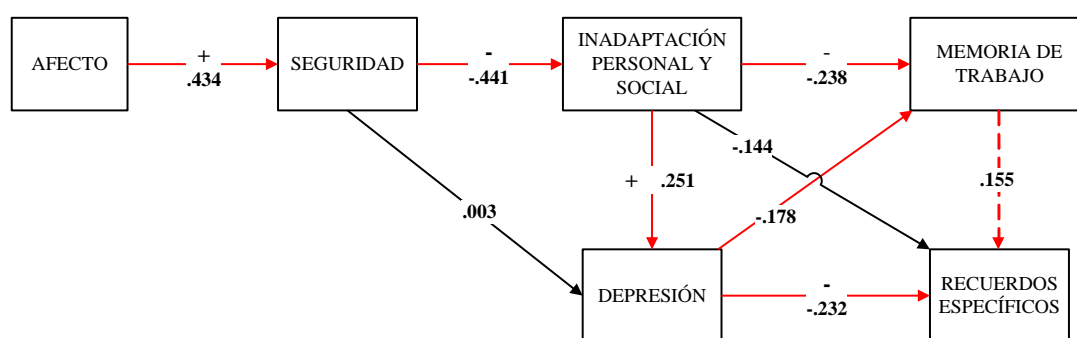 AFECTO
+
.434
SEGURIDAD
-
-.441
INADAPTACIÓN
PERSONAL Y
SOCIAL
-
-.238
MEMORIA DE
TRABAJO
.003
+ .251
-.144
-.178
.155
DEPRESIÓN
-
-.232
RECUERDOS
ESPECÍFICOS